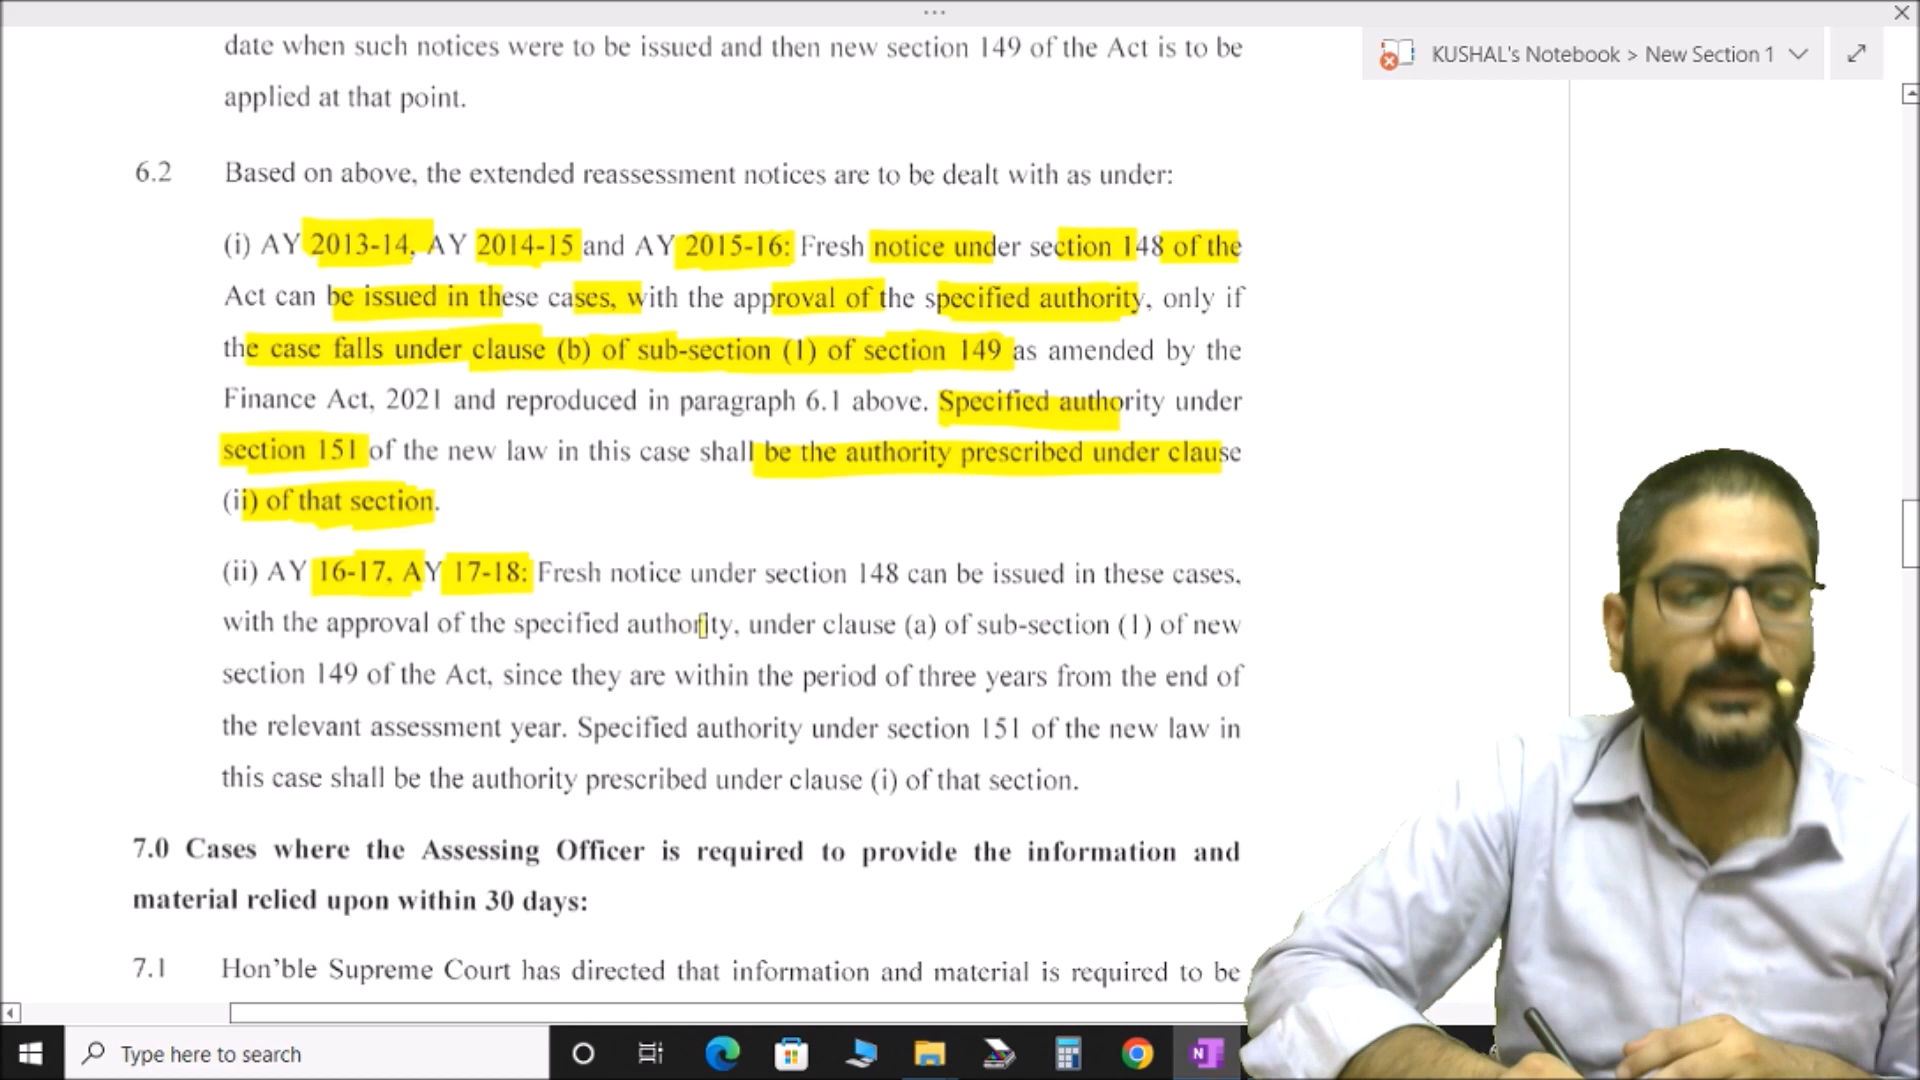 ...
KUSHAL's Notebook > New Section 1
date when such notices were to be issued and then new section 149 of the Act is to be
applied at that point.
6.2 Based on above, the extended reassessment notices are to be dealt with as under:
(i) AY 2013-14, AY 2014-15 and AY 2015-16: Fresh notice under section 148 of the
Act can be issued in these cases, with the approval of the specified authority, only if
the case falls under clause (b) of sub-section (1) of section 149 as amended by the
Finance Act, 2021 and reproduced in paragraph 6.1 above. Specified authority under
section 151 of the new law in this case shall be the authority prescribed under clause
(ii) of that section.
(ii) AY 16-17, AY 17-18: Fresh notice under section 148 can be issued in these cases,
with the approval of the specified authority, under clause (a) of sub-section (1) of new
section 149 of the Act, since they are within the period of three years from the end of
the relevant assessment year. Specified authority under section 151 of the new law in
this case shall be the authority prescribed under clause (i) of that section.
7.0 Cases where the Assessing Officer is required to provide the information and
material relied upon within 30 days:
7.1 Hon'ble Supreme Court has directed that information and material is required to be
Type here to search
N